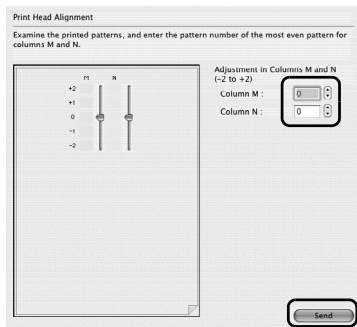 Print Head Alignment
Examine the printed patterns, and enter the pattern number of the most even pattern for
columns M and N.
M N
+2
+1
0
-1
-2
Adjustment in Columns M and N
(-2 to +2)
Column M : 0
Column N : 0
Send